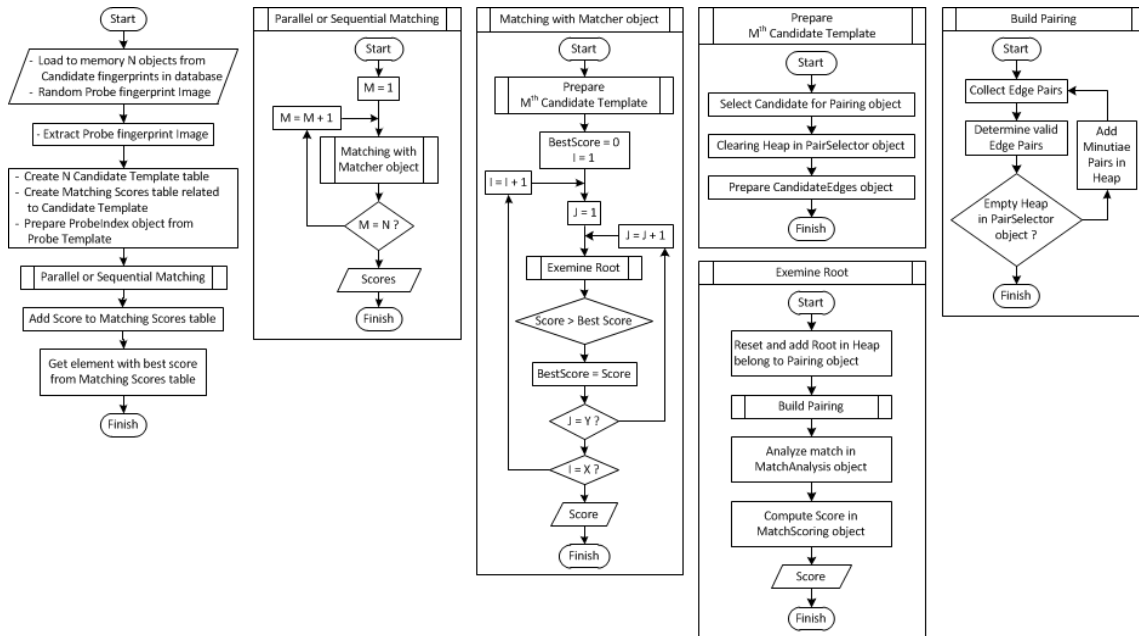 Start
- Load to memory N objects from
Candidate fingerprints in database
- Random Probe fingerprint Image
- Extract Probe fingerprint Image
- Create N Candidate Template table
- Create Matching Scores table related
to Candidate Template
- Prepare ProbeIndex object from
Probe Template
Parallel or Sequential Matching
Add Score to Matching Scores table
Get element with best score
from Matching Scores table
Finish
Parallel or Sequential Matching
Start
M = 1
M = M + 1
Matching with
Matcher object
M = N ?
Scores
Finish
Matching with Matcher object
Start
Prepare
Mth Candidate Template
BestScore = 0
I = 1
I = I + 1
J = 1
J = J + 1
Exemine Root
Score > Best Score
BestScore = Score
J = Y ?
I = X ?
Score
Finish
Prepare
Mth Candidate Template
Start
Select Candidate for Pairing object
Clearing Heap in PairSelector object
Prepare CandidateEdges object
Finish
Exemine Root
Start
Reset and add Root in Heap
belong to Pairing object
Build Pairing
Analyze match in
MatchAnalysis object
Compute Score in
MatchScoring object
Score
Finish
Build Pairing
Start
Collect Edge Pairs
Determine valid
Edge Pairs
Add
Minutiae
Pairs in
Heap
Empty Heap
in PairSelector
object ?
Finish